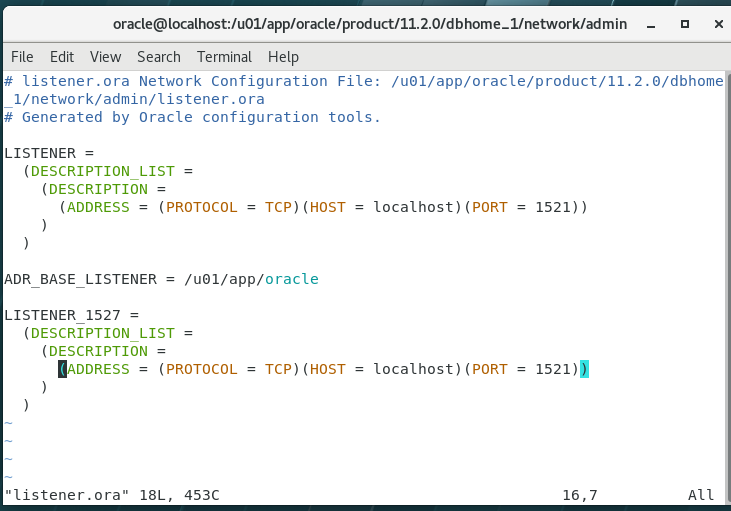 oracle@localhost:/u01/app/oracle/product/11.2.0/dbhome_1/network/admin
File Edit View Search Terminal Help
# listener.ora Network Configuration File: /u01/app/oracle/product/11.2.0/dbhome
_1/network/admin/listener.ora
# Generated by Oracle configuration tools.
LISTENER =
  (DESCRIPTION_LIST =
    (DESCRIPTION =
      (ADDRESS = (PROTOCOL = TCP)(HOST = localhost)(PORT = 1521))
    )
  )
ADR_BASE_LISTENER = /u01/app/oracle
LISTENER_1527 =
  (DESCRIPTION_LIST =
    (DESCRIPTION =
      (ADDRESS = (PROTOCOL = TCP)(HOST = localhost)(PORT = 1521))
    )
  )
~
~
~
~
"listener.ora" 18L, 453C 16,7 All